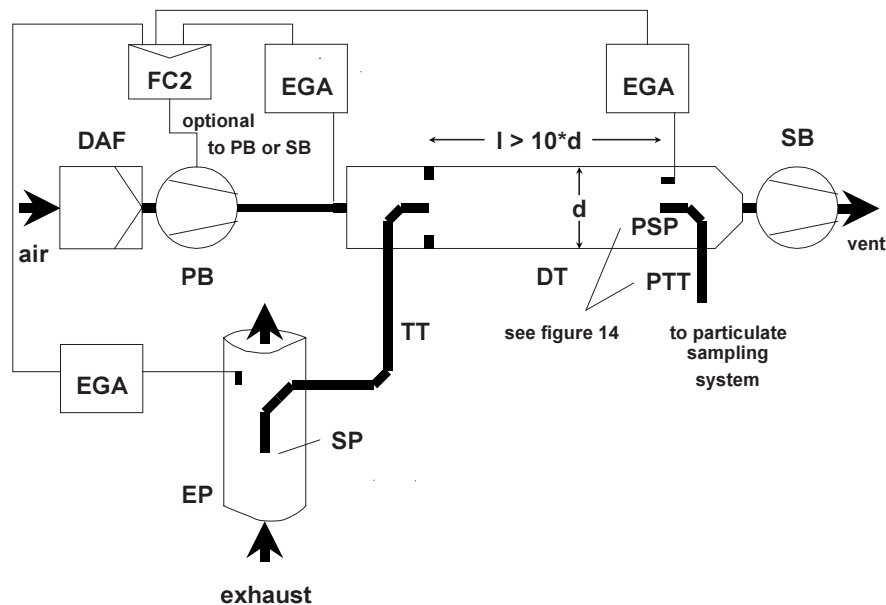 FC2
EGA
EGA
optional
to PB or SB
DAF
l > 10*d
SB
air
PB
d
PSP
vent
DT
PTT
TT
see figure 14
to particulate
sampling
system
EGA
SP
EP
exhaust